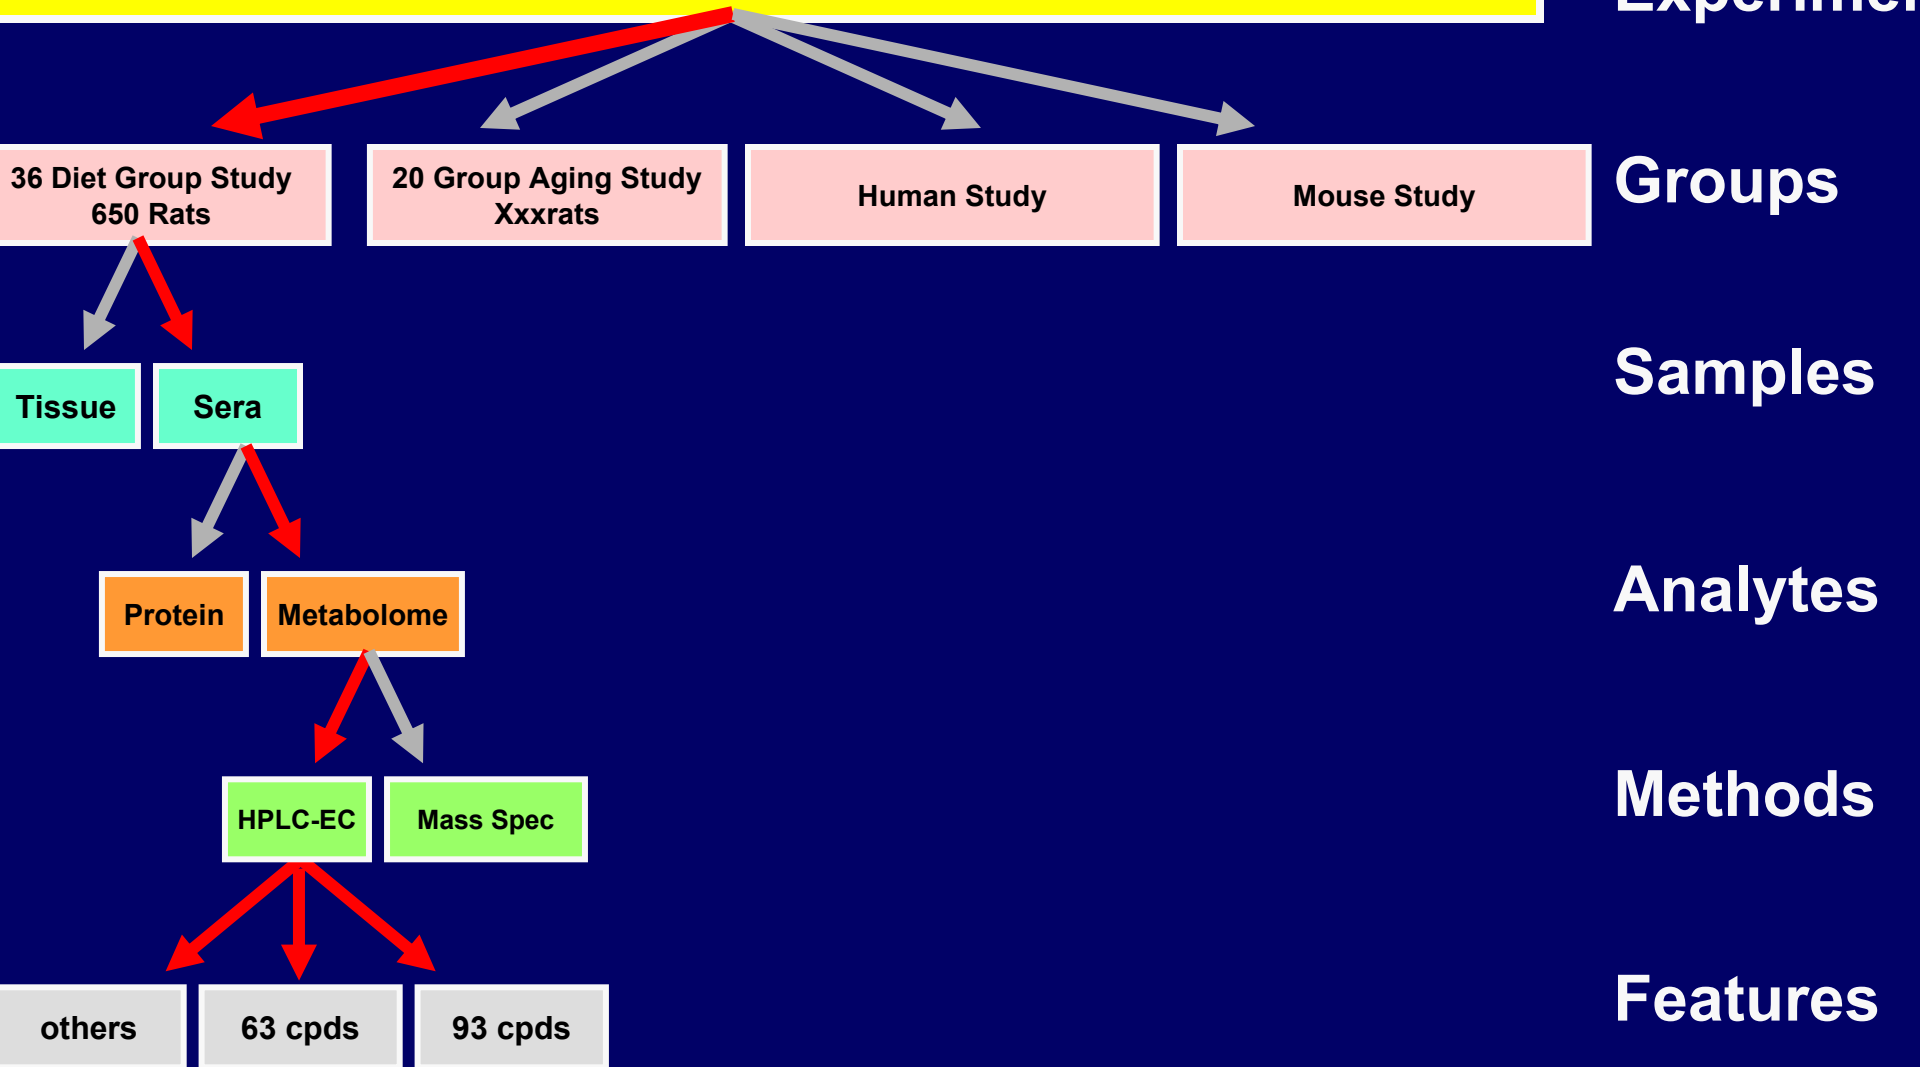 36 Diet Group Study
650 Rats
20 Group Aging Study
Xxxrats
Human Study
Mouse Study
Groups
Tissue
Sera
Samples
Protein
Metabolome
Analytes
HPLC-EC
Mass Spec
Methods
others
63 cpds
93 cpds
Features